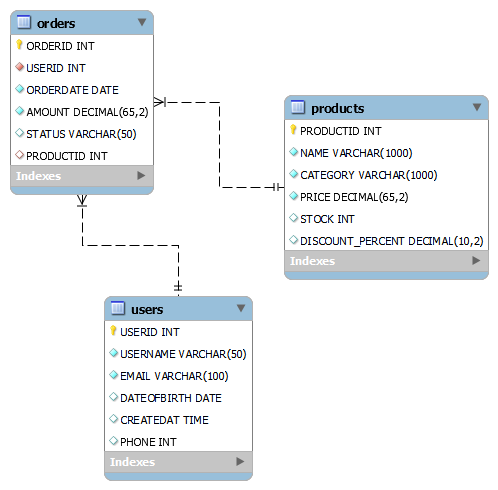 orders
ORDERID INT
USERID INT
ORDERDATE DATE
AMOUNT DECIMAL(65,2)
STATUS VARCHAR(50)
PRODUCTID INT
Indexes
products
PRODUCTID INT
NAME VARCHAR(1000)
CATEGORY VARCHAR(1000)
PRICE DECIMAL(65,2)
STOCK INT
DISCOUNT_PERCENT DECIMAL(10,2)
Indexes
users
USERID INT
USERNAME VARCHAR(50)
EMAIL VARCHAR(100)
DATEOFBIRTH DATE
CREATEDAT TIME
PHONE INT
Indexes